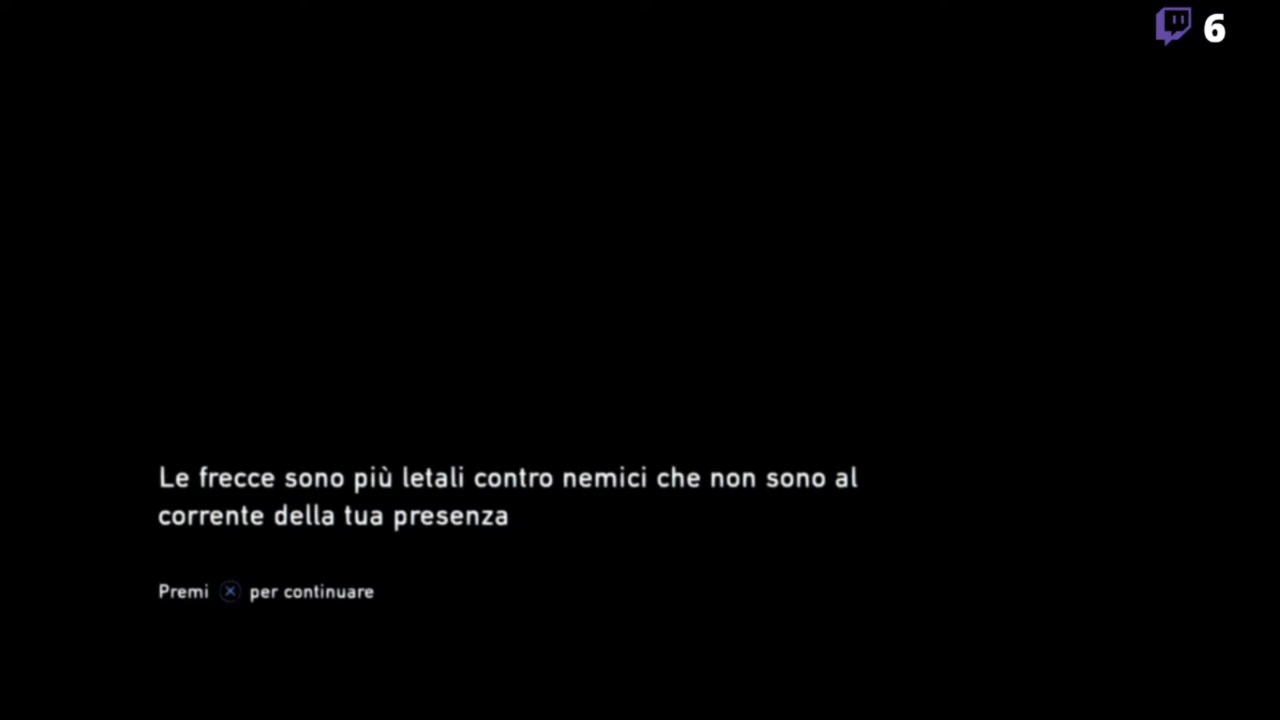 6
Le frecce sono più letali contro nemici che non sono al
corrente della tua presenza
Premi ⓧ per continuare